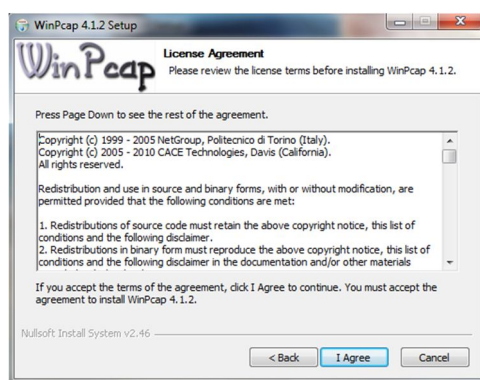 WinPcap 4.1.2 Setup
WinPcap
License Agreement
Please review the license terms before installing WinPcap 4.1.2.
Press Page Down to see the rest of the agreement.
Copyright (c) 1999 - 2005 NetGroup, Politecnico di Torino (Italy).
Copyright (c) 2005 - 2010 CACE Technologies, Davis (California).
All rights reserved.
Redistribution and use in source and binary forms, with or without modification, are
permitted provided that the following conditions are met:
1. Redistributions of source code must retain the above copyright notice, this list of
conditions and the following disclaimer.
2. Redistributions in binary form must reproduce the above copyright notice, this list of
conditions and the following disclaimer in the documentation and/or other materials
If you accept the terms of the agreement, click I Agree to continue. You must accept the
agreement to install WinPcap 4.1.2.
Nullsoft Install System v2.46
< Back
I Agree
Cancel